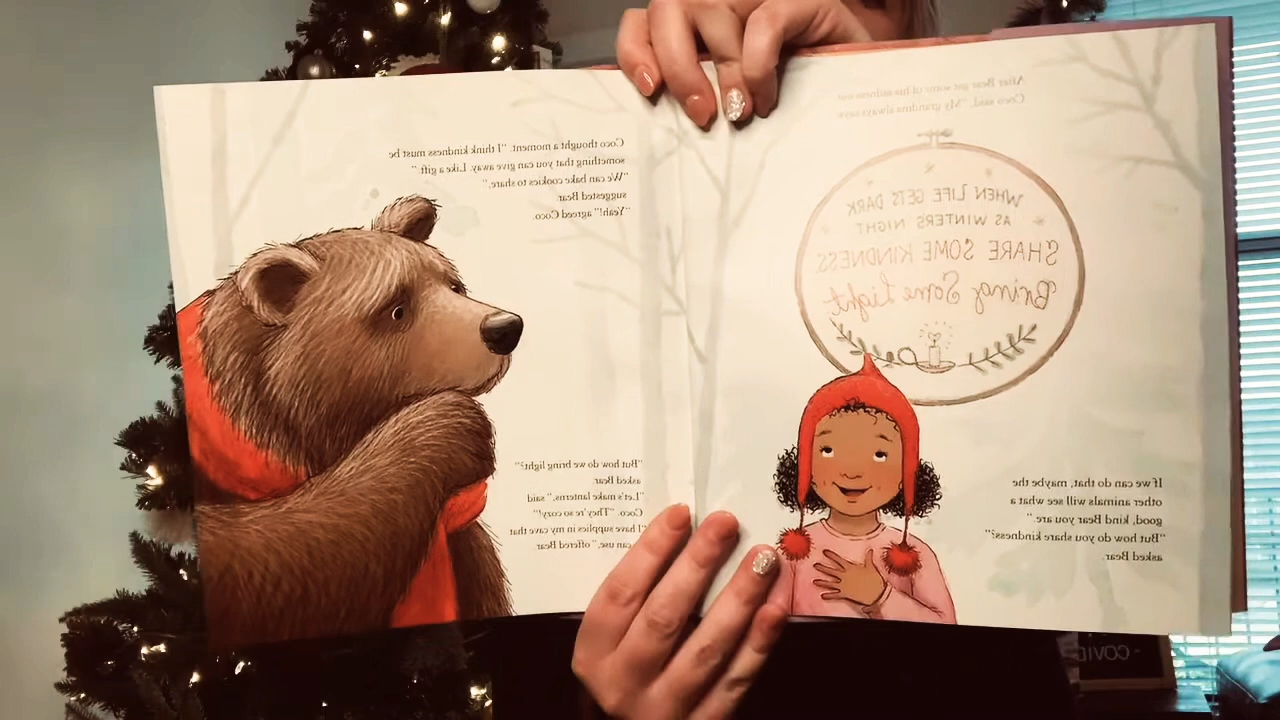 After Bear got some of his
Coco said, "My grandma always says
WHEN LIFE GETS DARK
AS WINTERS NIGHT
SHARE SOME KINDNESS
Bring Some Light
If we can do that, maybe the
other animals will see what a
good, kind Bear you are."
"But how do you share kindness?"
asked Bear.
Coco thought a moment. "I think kindness must be
something that you can give away. Like a gift."
"We can bake cookies to share,"
suggested Bear.
"Yeah!" agreed Coco.
"But how do we bring light?"
asked Bear.
"Let's make lanterns," said
Coco. "They're so cozy!"
"I have supplies in my cave that
can use," offered Bear.
COVID